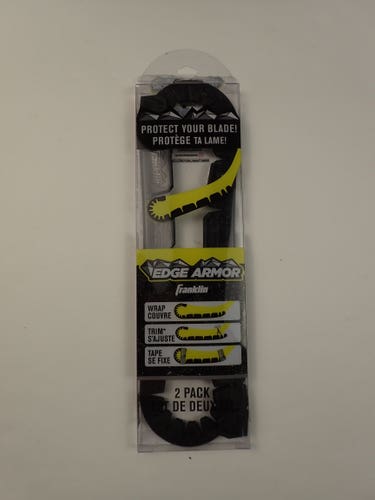 PROTECT YOUR BLADE!
PROTÈGE TA LAME!
EDGE ARMOR
Franklin
WRAP
COUVRE
TRIM*
S'AJUSTE
TAPE
SE FIXE
2 PACK
DE DEUX